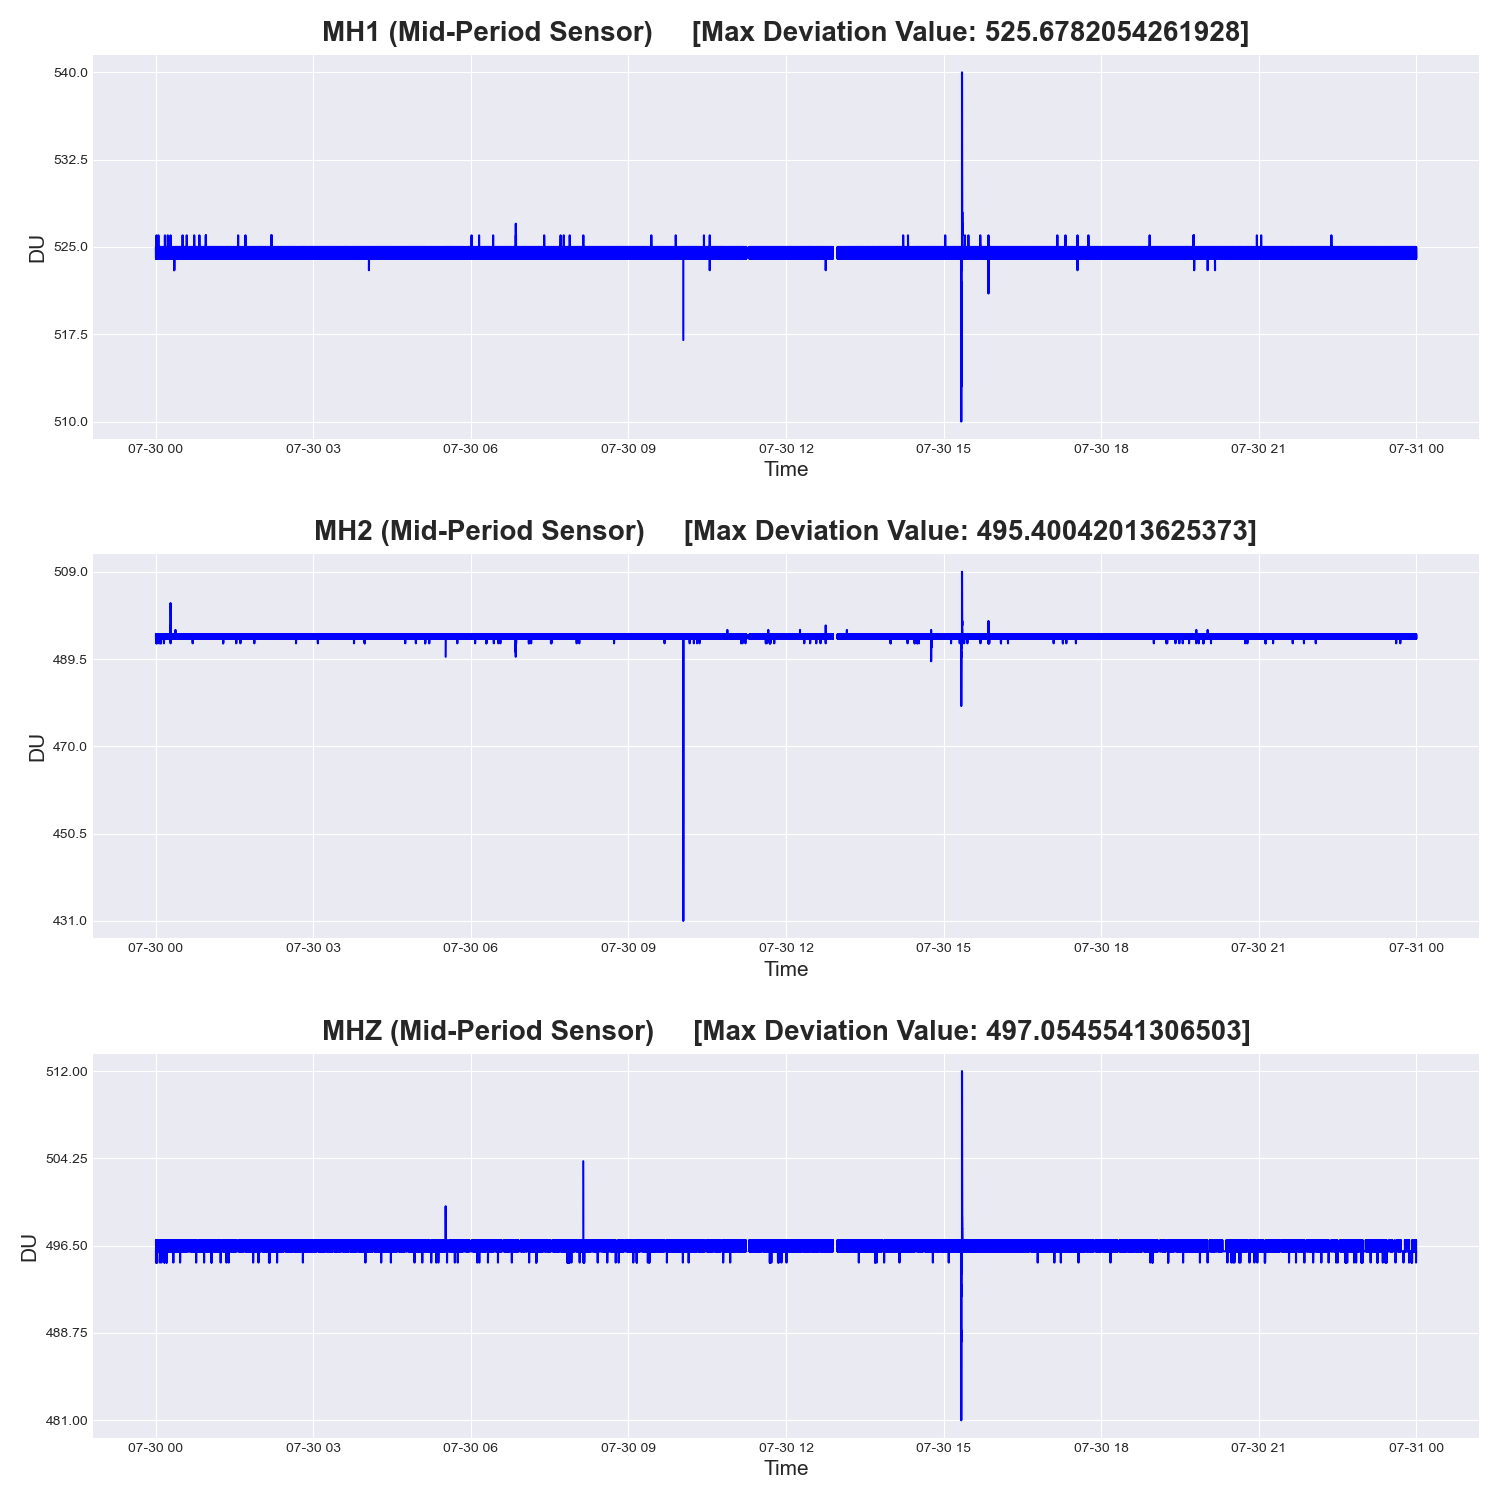 MH1 (Mid-Period Sensor) [Max Deviation Value: 525.6782054261928]
540.0
532.5
525.0
517.5
510.0
DU
07-30 00 07-30 03 07-30 06 07-30 09 07-30 12 07-30 15 07-30 18 07-30 21 07-31 00
Time
MH2 (Mid-Period Sensor) [Max Deviation Value: 495.40042013625373]
509.0
489.5
470.0
450.5
431.0
DU
07-30 00 07-30 03 07-30 06 07-30 09 07-30 12 07-30 15 07-30 18 07-30 21 07-31 00
Time
MHZ (Mid-Period Sensor) [Max Deviation Value: 497.0545541306503]
512.00
504.25
496.50
488.75
481.00
DU
07-30 00 07-30 03 07-30 06 07-30 09 07-30 12 07-30 15 07-30 18 07-30 21 07-31 00
Time